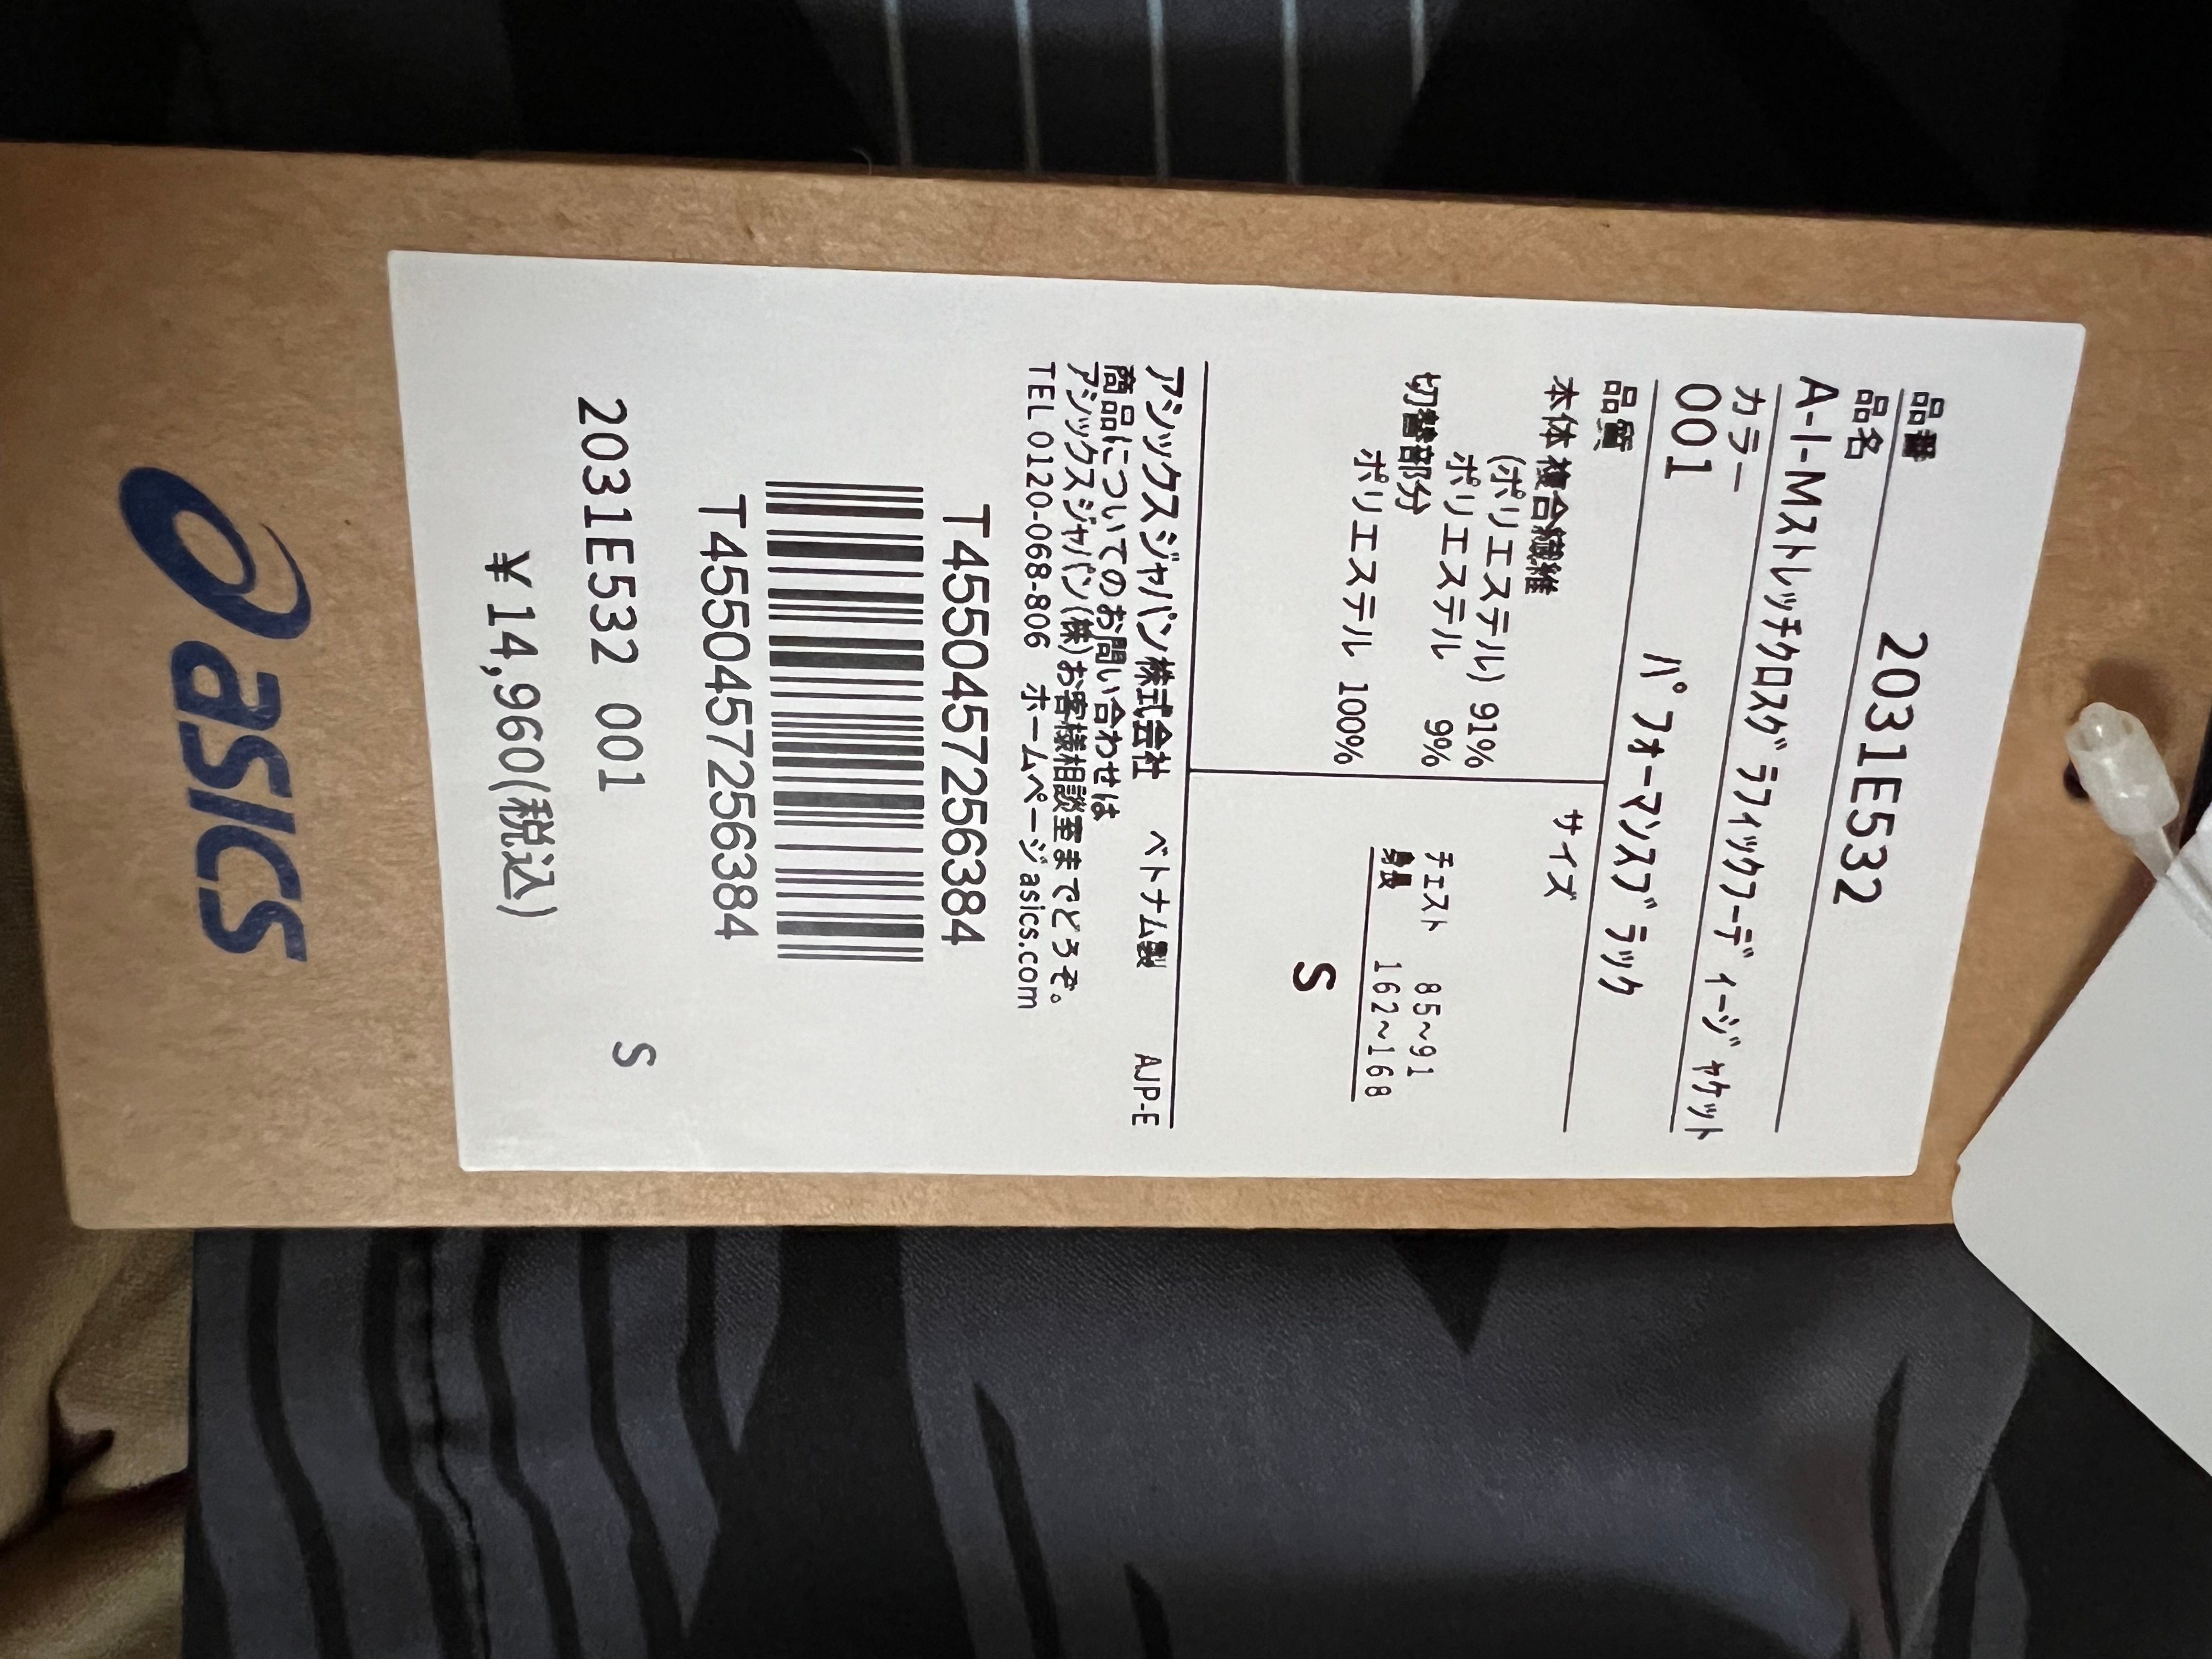 品番 2031E532
品名
A-I-Mｽﾄﾚｯﾁｸﾛｽｸﾞﾗﾌｨｯｸﾌｰﾃﾞｨｰｼﾞｬｹｯﾄ
カラー
001 ﾊﾟﾌｫｰﾏﾝｽﾌﾞﾗｯｸ
品質
本体 複合繊維
(ポリエステル) 91%
ポリエステル 9%
切替部分
ポリエステル 100%
サイズ
チェスト 85~91
身長 162~168
S
アシックスジャパン株式会社 ベトナム製 AJP-E
商品についてのお問い合わせは
アシックスジャパン(株)お客様相談室までどうぞ。
TEL 0120-068-806 ホームページ asics.com
T4550457256384
T4550457256384
2031E532 001 S
¥14,960(税込)
asics